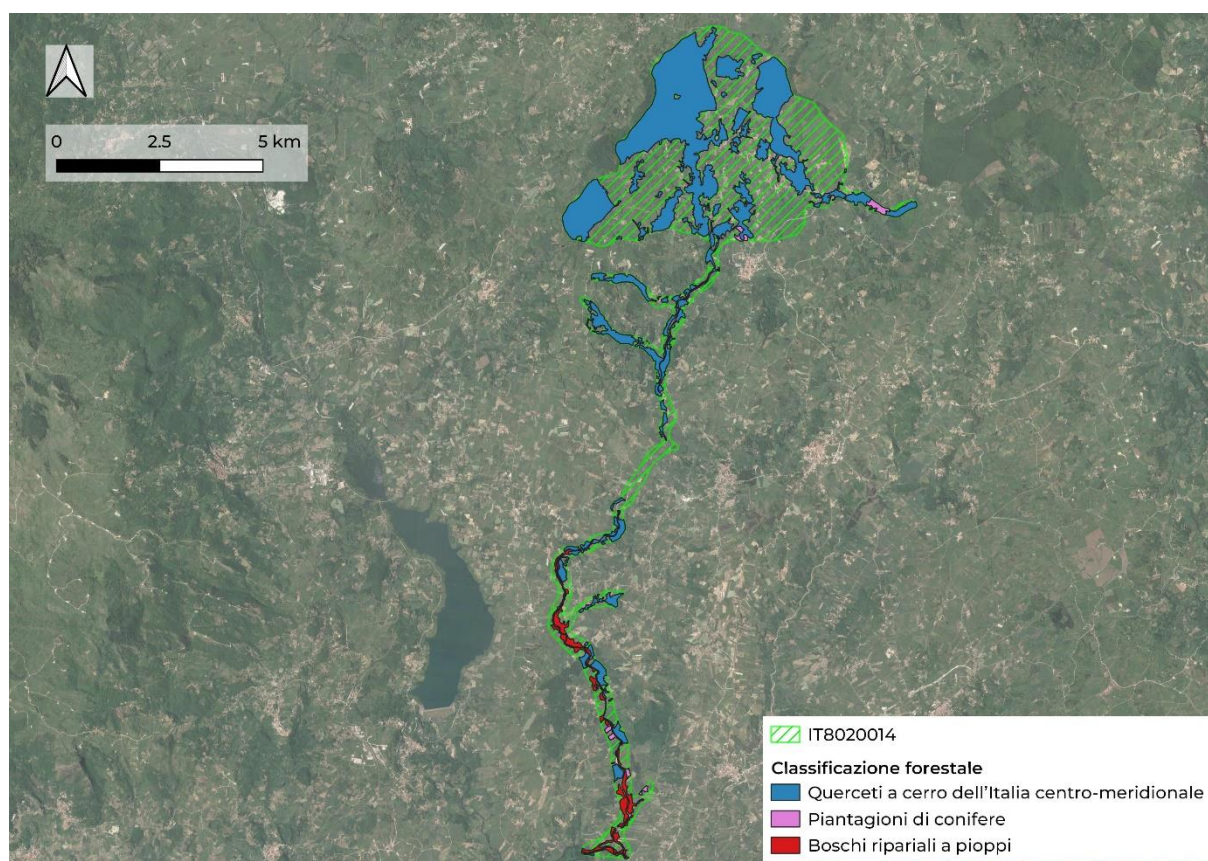 0 2.5 5 km
IT8020014
Classificazione forestale
Querceti a cerro dell'Italia centro-meridionale
Piantagioni di conifere
Boschi ripariali a pioppi